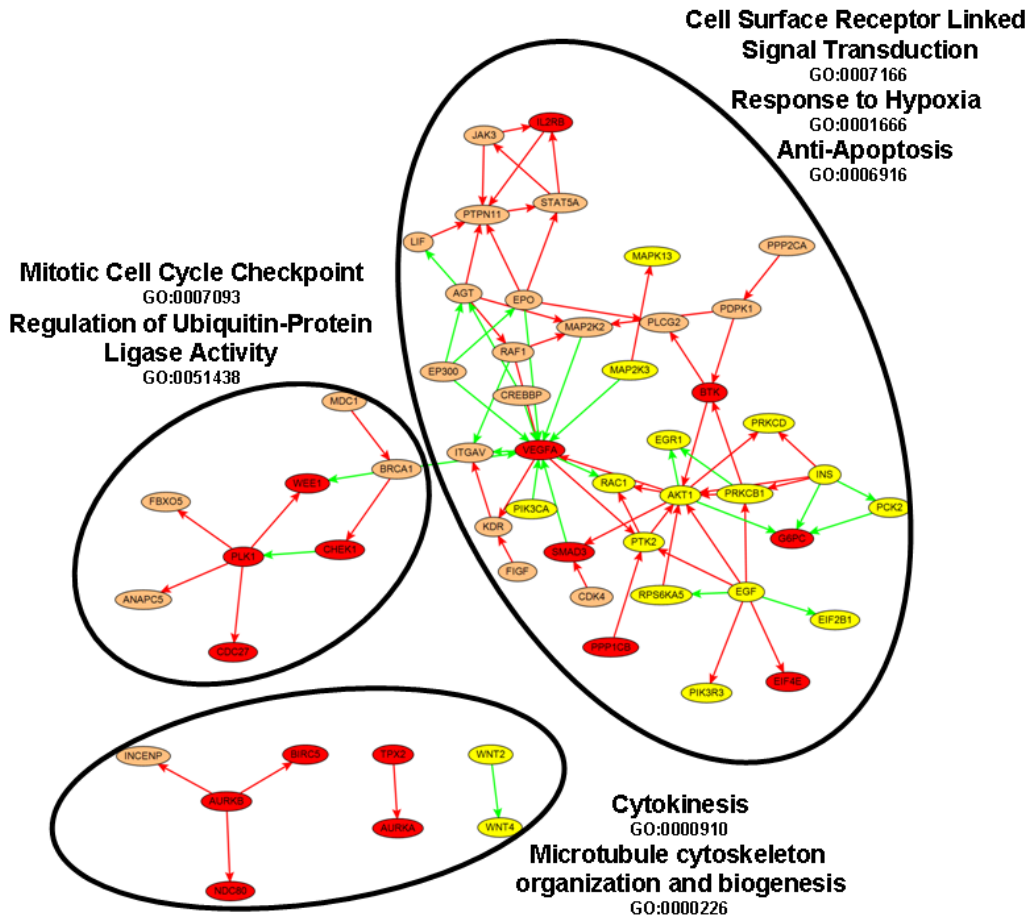 Cell Surface Receptor Linked
Signal Transduction
GO:0007166
Response to Hypoxia
GO:0001666
Anti-Apoptosis
GO:0006916
IL2RB
JAK3
STAT5A
PTPN11
LIF
MAPK13
PPP2CA
AGT
EPO
PDPK1
PLCG2
MAP2K2
RAF1
EP300
MAP2K3
CREBBP
BTK
PRKCD
EGR1
ITGAV
VEGFA
RAC1
INS
AKT1
PRKCB1
PIK3CA
PCK2
KDR
G6PC
SMAD3
PTK2
FIGF
CDK4
RPS6KA5
EGF
EIF2B1
PPP1CB
PIK3R3
EIF4E
Mitotic Cell Cycle Checkpoint
GO:0007093
Regulation of Ubiquitin-Protein
Ligase Activity
GO:0051438
MDC1
BRCA1
WEE1
FBXO5
CHEK1
PLK1
ANAPC5
CDC27
INCENP
BIRC5
TPX2
WNT2
AURKB
AURKA
WNT4
NDC80
Cytokinesis
GO:0000910
Microtubule cytoskeleton
organization and biogenesis
GO:0000226